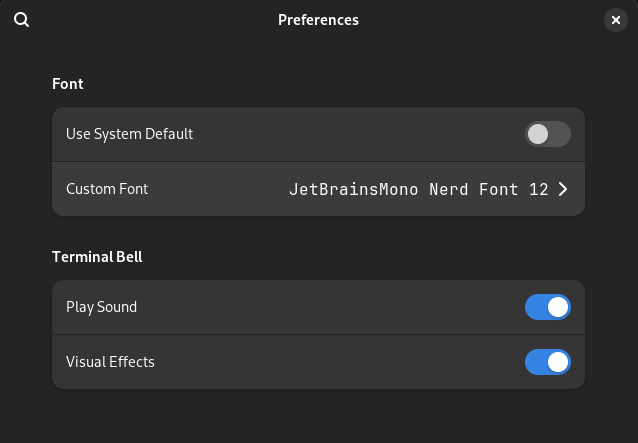 Preferences
Font
Use System Default
Custom Font JetBrainsMono Nerd Font 12
Terminal Bell
Play Sound
Visual Effects